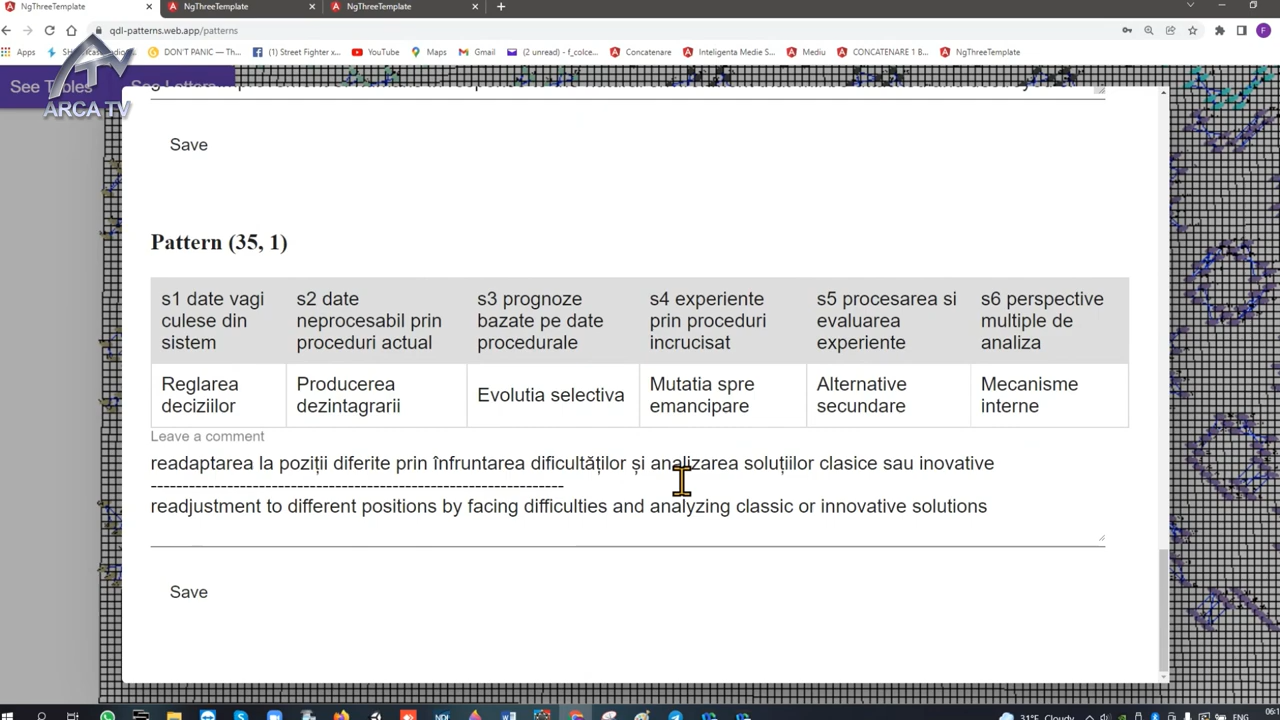 NgThreeTemplate
NgThreeTemplate
NgThreeTemplate
qdl-patterns.web.app/patterns
Apps
DON'T PANIC — Th...
(1) Street Fighter x...
YouTube
Maps
Gmail
(2 unread) - f_colce...
Concatenare
Inteligenta Medie S...
Mediu
CONCATENARE 1 B...
NgThreeTemplate
See Tables
ARCA TV
Save
Pattern (35, 1)
s1 date vagi
culese din
sistem
s2 date
neprocesabil prin
proceduri actual
s3 prognoze
bazate pe date
procedurale
s4 experiente
prin proceduri
incrucisat
s5 procesarea si
evaluarea
experiente
s6 perspective
multiple de
analiza
Reglarea
deciziilor
Producerea
dezintagrarii
Evolutia selectiva
Mutatia spre
emancipare
Alternative
secundare
Mecanisme
interne
Leave a comment
readaptarea la poziții diferite prin înfruntarea dificultăților și analizarea soluțiilor clasice sau inovative
-----------------------------------------------------------------
readjustment to different positions by facing difficulties and analyzing classic or innovative solutions
Save
31°F Cloudy